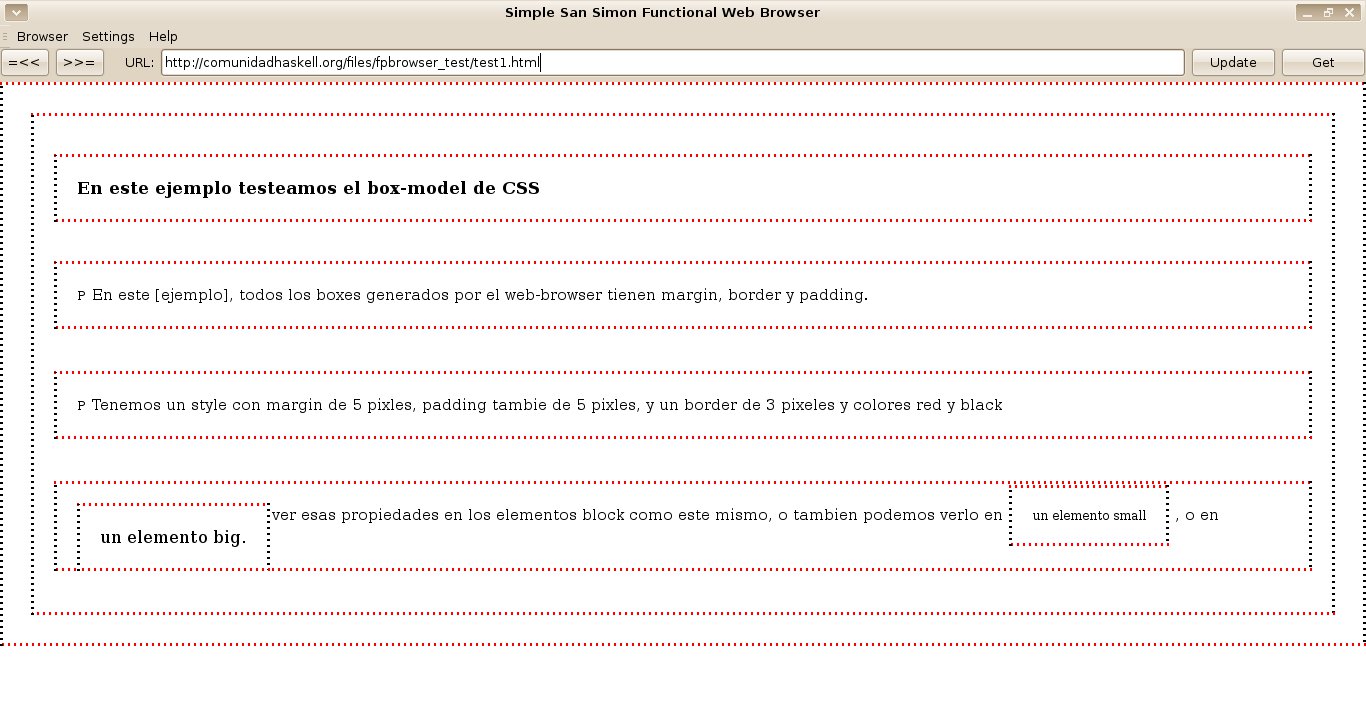 Simple San Simon Functional Web Browser
Browser Settings Help
=<< >>= URL: http://comunidadhaskell.org/files/fpbrowser_test/test1.html Update Get
En este ejemplo testeamos el box-model de CSS
P En este [ejemplo], todos los boxes generados por el web-browser tienen margin, border y padding.
P Tenemos un style con margin de 5 pixles, padding tambie de 5 pixles, y un border de 3 pixeles y colores red y black
ver esas propiedades en los elementos block como este mismo, o tambien podemos verlo en un elemento small , o en
un elemento big.